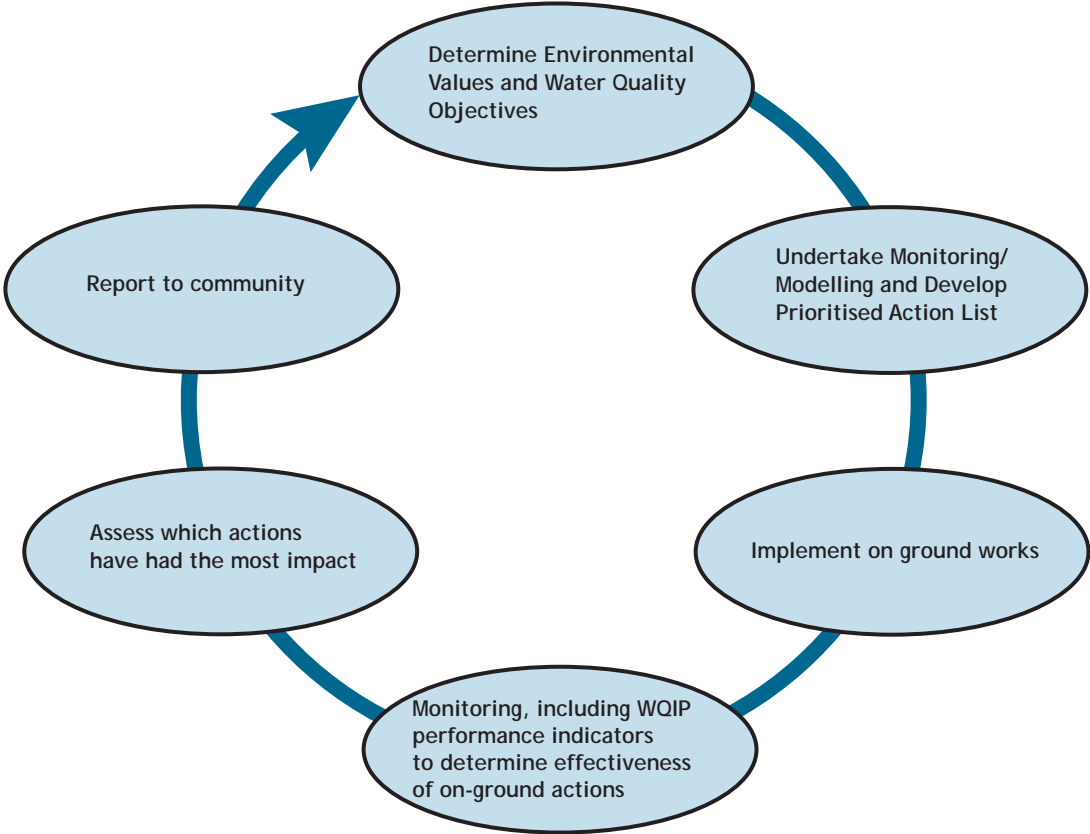 Determine Environmental
Values and Water Quality
Objectives
Undertake Monitoring/
Modelling and Develop
Prioritised Action List
Implement on ground works
Monitoring, including WQIP
performance indicators
to determine effectiveness
of on-ground actions
Assess which actions
have had the most impact
Report to community